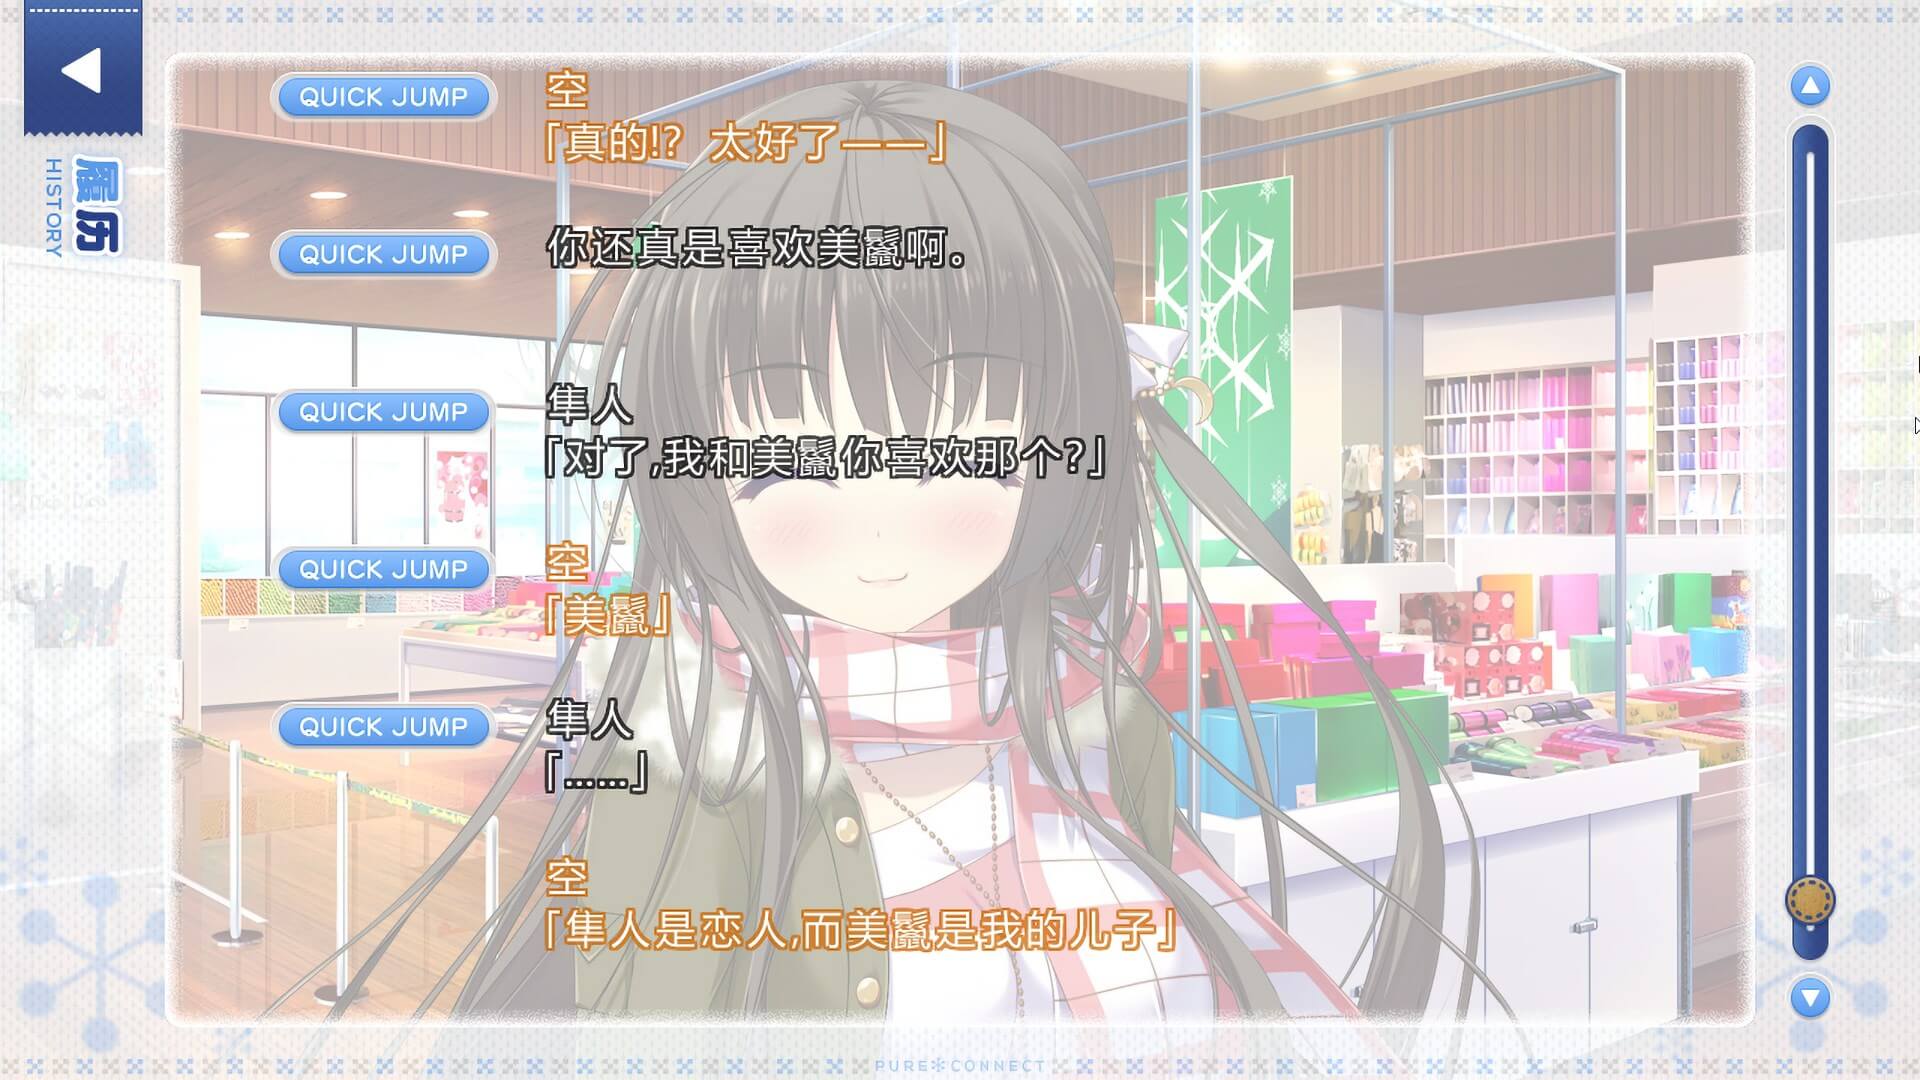 履历
HISTORY
QUICK JUMP
空
「真的!? 太好了——」
QUICK JUMP
你还真是喜欢美鬣啊。
QUICK JUMP
隼人
「对了,我和美鬣你喜欢那个?」
QUICK JUMP
空
「美鬣」
QUICK JUMP
隼人
「……」
空
「隼人是恋人,而美鬣是我的儿子」
PURE CONNECT